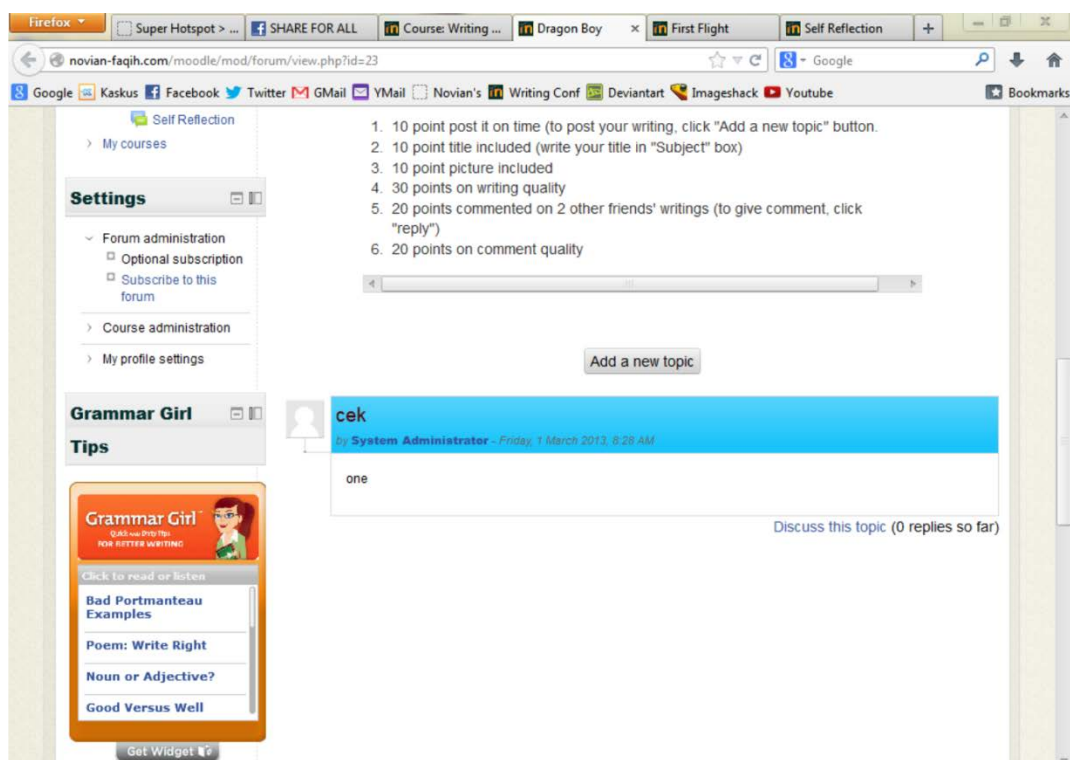 Firefox
Super Hotspot > ...
SHARE FOR ALL
Course: Writing ...
Dragon Boy
First Flight
Self Reflection
novian-faqih.com/moodle/mod/forum/view.php?id=23
Google
Google Kaskus Facebook Twitter GMail YMail Novian's Writing Conf Deviantart Imageshack Youtube Bookmarks
Self Reflection
My courses
Settings
Forum administration
Optional subscription
Subscribe to this
forum
Course administration
My profile settings
Grammar Girl
Tips
Grammar Girl
Quick and Dirty Tips
FOR BETTER WRITING
Click to read or listen
Bad Portmanteau
Examples
Poem: Write Right
Noun or Adjective?
Good Versus Well
Get Widget
1. 10 point post it on time (to post your writing, click "Add a new topic" button.
2. 10 point title included (write your title in "Subject" box)
3. 10 point picture included
4. 30 points on writing quality
5. 20 points commented on 2 other friends' writings (to give comment, click
"reply")
6. 20 points on comment quality
Add a new topic
cek
by System Administrator - Friday, 1 March 2013, 8:28 AM
one
Discuss this topic (0 replies so far)